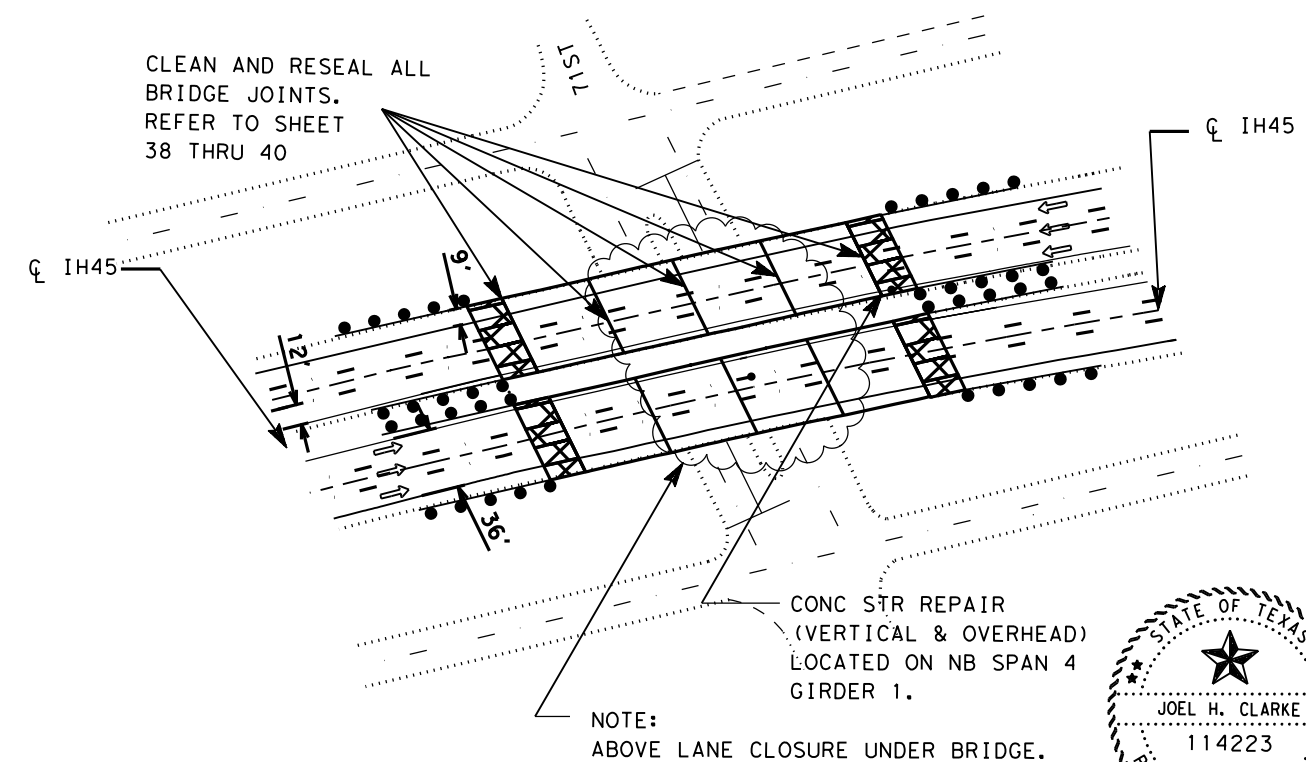 71ST
CLEAN AND RESEAL ALL
BRIDGE JOINTS.
REFER TO SHEET
38 THRU 40
℄ IH45
℄ IH45
9'
12'
36'
CONC STR REPAIR
(VERTICAL & OVERHEAD)
LOCATED ON NB SPAN 4
GIRDER 1.
NOTE:
ABOVE LANE CLOSURE UNDER BRIDGE.
STATE OF TEXAS
JOEL H. CLARKE
114223